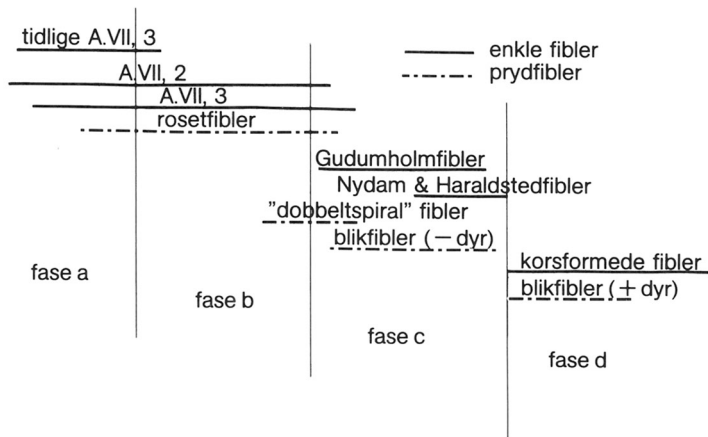 tidlige A.VII, 3
enkle fibler
prydfibler
A.VII, 2
A.VII, 3
rosetfibler
Gudumholmfibler
Nydam & Haraldstedfibler
"dobbeltspiral" fibler
blikfibler (− dyr)
korsformede fibler
blikfibler (+ dyr)
fase a
fase b
fase c
fase d